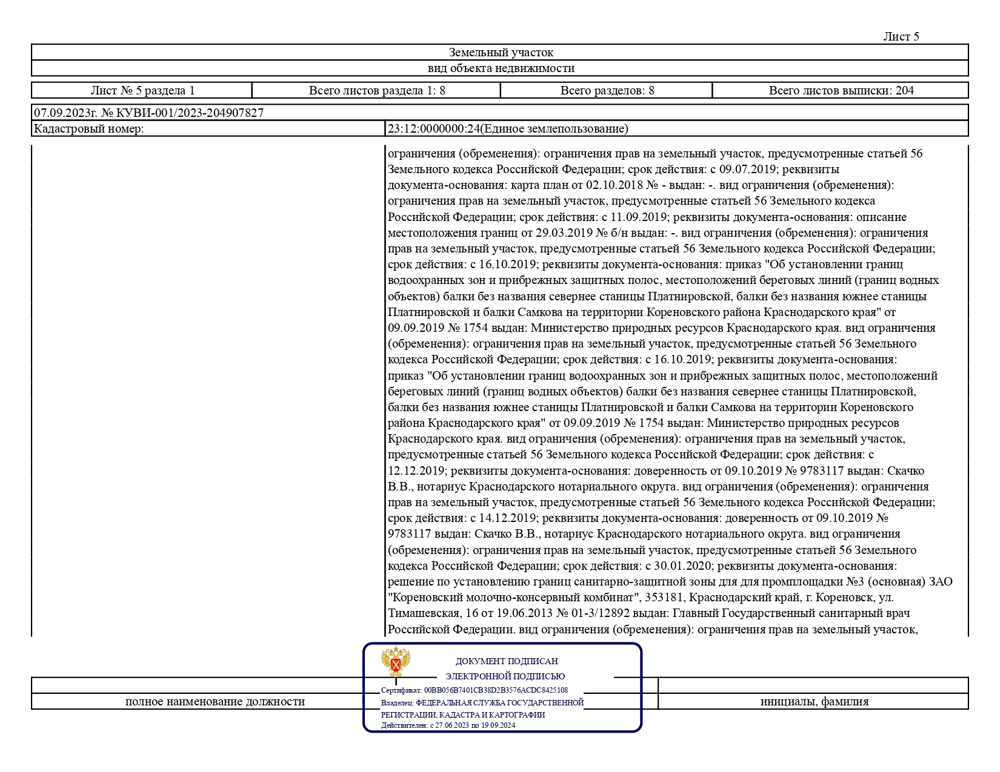 Лист 5
Земельный участок
вид объекта недвижимости
Лист № 5 раздела 1 Всего листов раздела 1: 8 Всего разделов: 8 Всего листов выписки: 204
07.09.2023г. № КУВИ-001/2023-204907827
Кадастровый номер: 23:12:0000000:24(Единое землепользование)
ограничения (обременения): ограничения прав на земельный участок, предусмотренные статьей 56
Земельного кодекса Российской Федерации; срок действия: с 09.07.2019; реквизиты
документа-основания: карта план от 02.10.2018 № - выдан: -. вид ограничения (обременения):
ограничения прав на земельный участок, предусмотренные статьей 56 Земельного кодекса
Российской Федерации; срок действия: с 11.09.2019; реквизиты документа-основания: описание
местоположения границ от 29.03.2019 № б/н выдан: -. вид ограничения (обременения): ограничения
прав на земельный участок, предусмотренные статьей 56 Земельного кодекса Российской Федерации;
срок действия: с 16.10.2019; реквизиты документа-основания: приказ "Об установлении границ
водоохранных зон и прибрежных защитных полос, местоположений береговых линий (границ водных
объектов) балки без названия севернее станицы Платнировской, балки без названия южнее станицы
Платнировской и балки Самкова на территории Кореновского района Краснодарского края" от
09.09.2019 № 1754 выдан: Министерство природных ресурсов Краснодарского края. вид ограничения
(обременения): ограничения прав на земельный участок, предусмотренные статьей 56 Земельного
кодекса Российской Федерации; срок действия: с 16.10.2019; реквизиты документа-основания:
приказ "Об установлении границ водоохранных зон и прибрежных защитных полос, местоположений
береговых линий (границ водных объектов) балки без названия севернее станицы Платнировской,
балки без названия южнее станицы Платнировской и балки Самкова на территории Кореновского
района Краснодарского края" от 09.09.2019 № 1754 выдан: Министерство природных ресурсов
Краснодарского края. вид ограничения (обременения): ограничения прав на земельный участок,
предусмотренные статьей 56 Земельного кодекса Российской Федерации; срок действия: с
12.12.2019; реквизиты документа-основания: доверенность от 09.10.2019 № 9783117 выдан: Скачко
В.В., нотариус Краснодарского нотариального округа. вид ограничения (обременения): ограничения
прав на земельный участок, предусмотренные статьей 56 Земельного кодекса Российской Федерации;
срок действия: с 14.12.2019; реквизиты документа-основания: доверенность от 09.10.2019 №
9783117 выдан: Скачко В.В., нотариус Краснодарского нотариального округа. вид ограничения
(обременения): ограничения прав на земельный участок, предусмотренные статьей 56 Земельного
кодекса Российской Федерации; срок действия: с 30.01.2020; реквизиты документа-основания:
решение по установлению границ санитарно-защитной зоны для для промплощадки №3 (основная) ЗАО
"Кореновский молочно-консервный комбинат", 353181, Краснодарский край, г. Кореновск, ул.
Тимашевская, 16 от 19.06.2013 № 01-3/12892 выдан: Главный Государственный санитарный врач
Российской Федерации. вид ограничения (обременения): ограничения прав на земельный участок,
ДОКУМЕНТ ПОДПИСАН
ЭЛЕКТРОННОЙ ПОДПИСЬЮ
Сертификат: 00BB056B7401CB38D2B3576ACDC8425108
Владелец: ФЕДЕРАЛЬНАЯ СЛУЖБА ГОСУДАРСТВЕННОЙ
РЕГИСТРАЦИИ, КАДАСТРА И КАРТОГРАФИИ
Действителен: с 27.06.2023 по 19.09.2024
полное наименование должности инициалы, фамилия